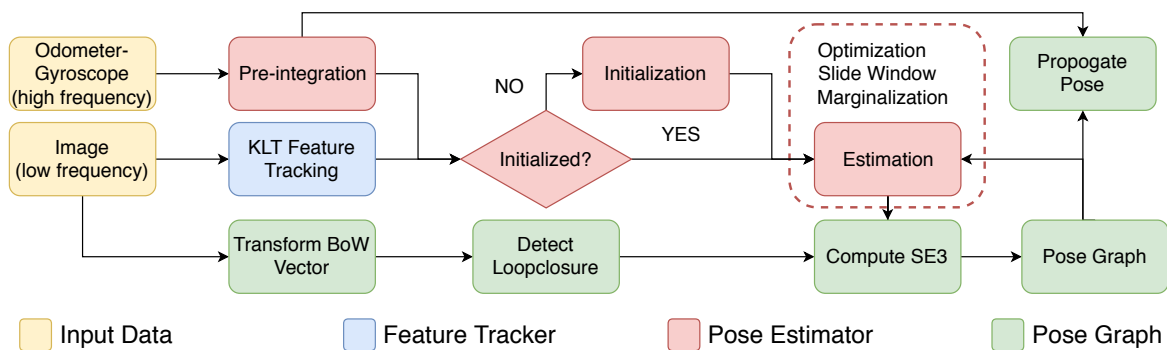 Odometer-
Gyroscope
(high frequency)
Pre-integration
NO
Initialization
Optimization
Slide Window
Marginalization
Propogate
Pose
Image
(low frequency)
KLT Feature
Tracking
Initialized?
YES
Estimation
Transform BoW
Vector
Detect
Loopclosure
Compute SE3
Pose Graph
Input Data
Feature Tracker
Pose Estimator
Pose Graph